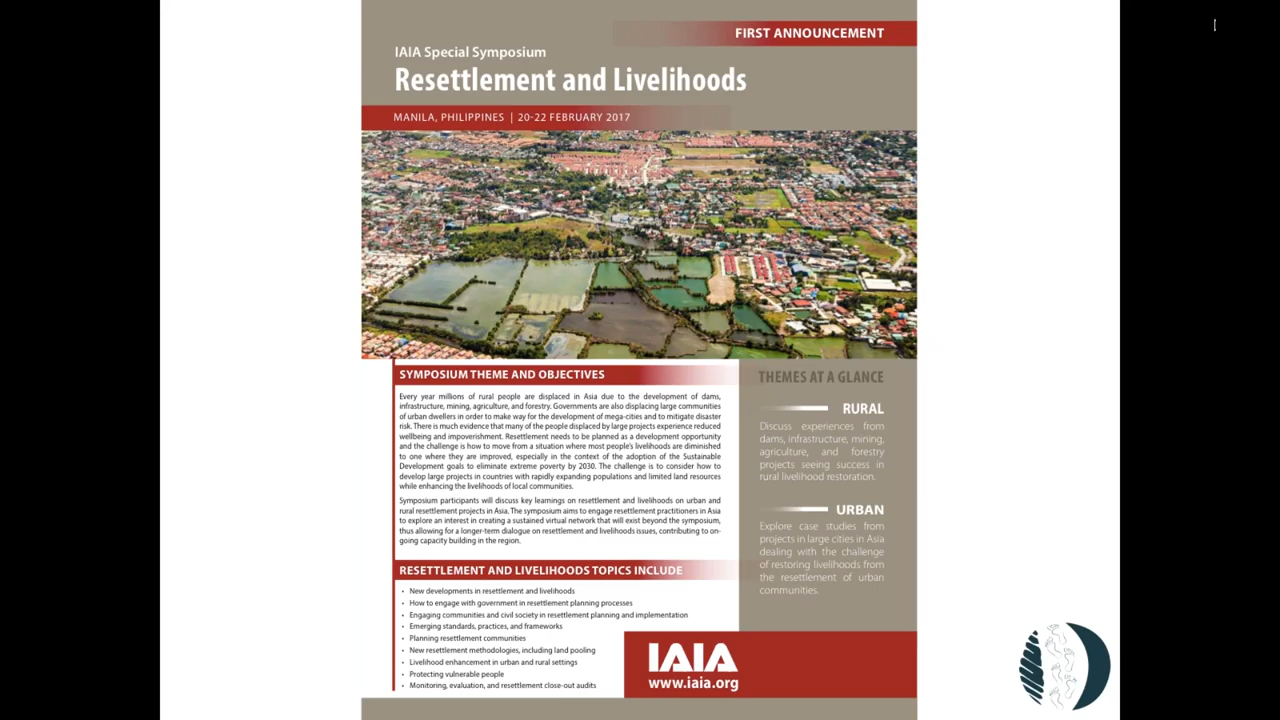 FIRST ANNOUNCEMENT
IAIA Special Symposium
Resettlement and Livelihoods
MANILA, PHILIPPINES | 20-22 FEBRUARY 2017
SYMPOSIUM THEME AND OBJECTIVES
Every year millions of rural people are displaced in Asia due to the development of dams,
infrastructure, mining, agriculture, and forestry. Governments are also displacing large communities
of urban dwellers in order to make way for the development of mega-cities and to mitigate disaster
risk. There is much evidence that many of the people displaced by large projects experience reduced
wellbeing and impoverishment. Resettlement needs to be planned as a development opportunity
and the challenge is how to move from a situation where most people's livelihoods are diminished
to one where they are improved, especially in the context of the adoption of the Sustainable
Development goals to eliminate extreme poverty by 2030. The challenge is to consider how to
develop large projects in countries with rapidly expanding populations and limited land resources
while enhancing the livelihoods of local communities.
Symposium participants will discuss key learnings on resettlement and livelihoods on urban and
rural resettlement projects in Asia. The symposium aims to engage resettlement practitioners in Asia
to explore an interest in creating a sustained virtual network that will exist beyond the symposium,
thus allowing for a longer-term dialogue on resettlement and livelihoods issues, contributing to on-
going capacity building in the region.
RESETTLEMENT AND LIVELIHOODS TOPICS INCLUDE
• New developments in resettlement and livelihoods
• How to engage with government in resettlement planning processes
• Engaging communities and civil society in resettlement planning and implementation
• Emerging standards, practices, and frameworks
• Planning resettlement communities
• New resettlement methodologies, including land pooling
• Livelihood enhancement in urban and rural settings
• Protecting vulnerable people
• Monitoring, evaluation, and resettlement close-out audits
THEMES AT A GLANCE
RURAL
Discuss experiences from
dams, infrastructure, mining,
agriculture, and forestry
projects seeing success in
rural livelihood restoration.
URBAN
Explore case studies from
projects in large cities in Asia
dealing with the challenge
of restoring livelihoods from
the resettlement of urban
communities.
IAIA
www.iaia.org